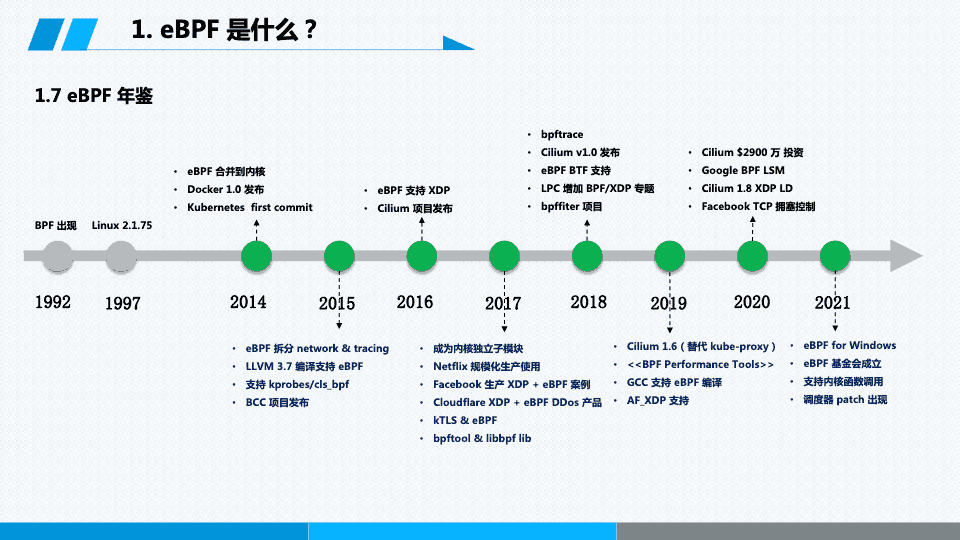 1. eBPF 是什么？
1.7 eBPF 年鉴
BPF 出现
Linux 2.1.75
• eBPF 合并到内核
• Docker 1.0 发布
• Kubernetes first commit
• eBPF 支持 XDP
• Cilium 项目发布
• bpftrace
• Cilium v1.0 发布
• eBPF BTF 支持
• LPC 增加 BPF/XDP 专题
• bpffiter 项目
• Cilium $2900 万 投资
• Google BPF LSM
• Cilium 1.8 XDP LD
• Facebook TCP 拥塞控制
1992
1997
2014
2015
2016
2017
2018
2019
2020
2021
• eBPF 拆分 network & tracing
• LLVM 3.7 编译支持 eBPF
• 支持 kprobes/cls_bpf
• BCC 项目发布
• 成为内核独立子模块
• Netflix 规模化生产使用
• Facebook 生产 XDP + eBPF 案例
• Cloudflare XDP + eBPF DDos 产品
• kTLS & eBPF
• bpftool & libbpf lib
• Cilium 1.6 ( 替代 kube-proxy )
• <<BPF Performance Tools>>
• GCC 支持 eBPF 编译
• AF_XDP 支持
• eBPF for Windows
• eBPF 基金会成立
• 支持内核函数调用
• 调度器 patch 出现